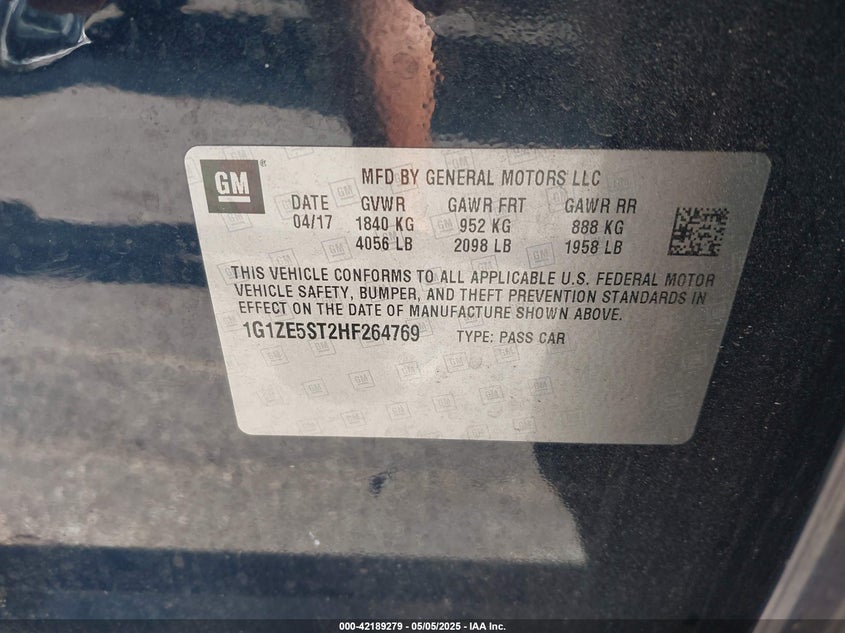 GM®
MFD BY GENERAL MOTORS LLC
DATE GVWR GAWR FRT GAWR RR
04/17 1840 KG 952 KG 888 KG
4056 LB 2098 LB 1958 LB
THIS VEHICLE CONFORMS TO ALL APPLICABLE U.S. FEDERAL MOTOR
VEHICLE SAFETY, BUMPER, AND THEFT PREVENTION STANDARDS IN
EFFECT ON THE DATE OF MANUFACTURE SHOWN ABOVE.
1G1ZE5ST2HF264769 TYPE: PASS CAR
000-42189279 - 05/05/2025 - IAA Inc.